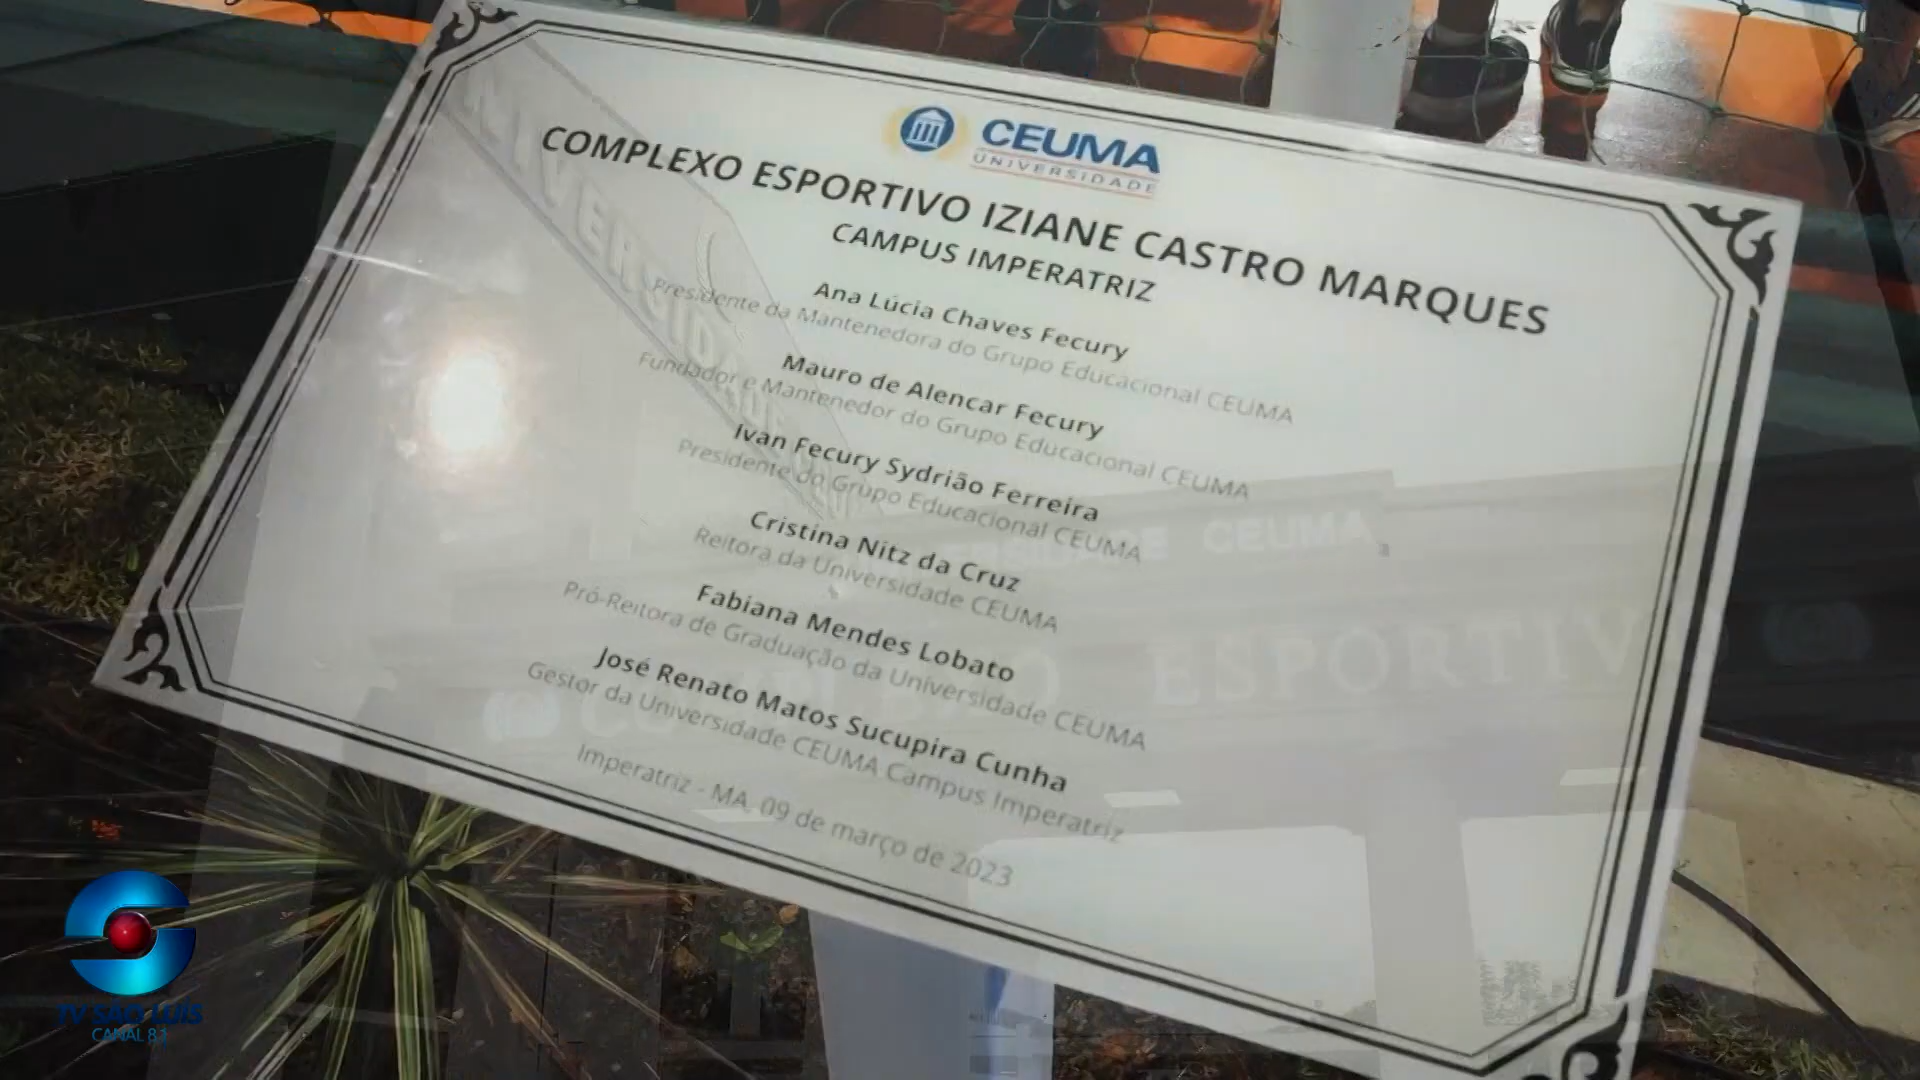 CEUMA
UNIVERSIDADE
COMPLEXO ESPORTIVO IZIANE CASTRO MARQUES
CAMPUS IMPERATRIZ
Ana Lúcia Chaves Fecury
Presidente da Mantenedora do Grupo Educacional CEUMA
Mauro de Alencar Fecury
Fundador e Mantenedor do Grupo Educacional CEUMA
Ivan Fecury Sydrião Ferreira
Presidente do Grupo Educacional CEUMA
Cristina Nitz da Cruz
Reitora da Universidade CEUMA
Fabiana Mendes Lobato
Pró-Reitora de Graduação da Universidade CEUMA
José Renato Matos Sucupira Cunha
Gestor da Universidade CEUMA Campus Imperatriz
Imperatriz - MA, 09 de março de 2023
CEUMA
ESPORTIVO
TV SÃO LUÍS
CANAL 8.1